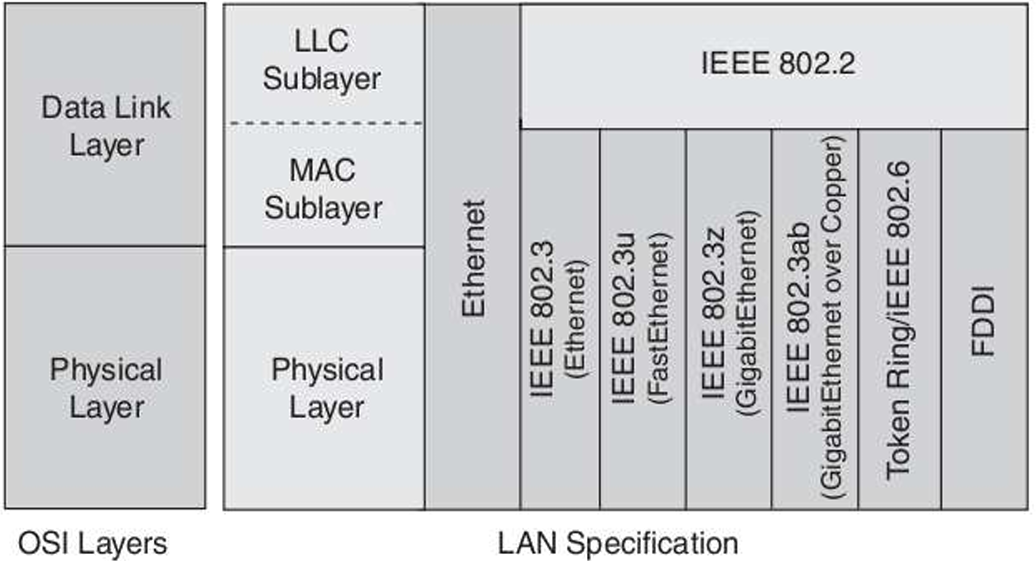 Data Link
Layer
Physical
Layer
OSI Layers
LLC
Sublayer
MAC
Sublayer
Physical
Layer
Ethernet
IEEE 802.2
IEEE 802.3
(Ethernet)
IEEE 802.3u
(FastEthernet)
IEEE 802.3z
(GigabitEthernet)
IEEE 802.3ab
(GigabitEthernet over Copper)
Token Ring/iEEE 802.6
FDDI
LAN Specification